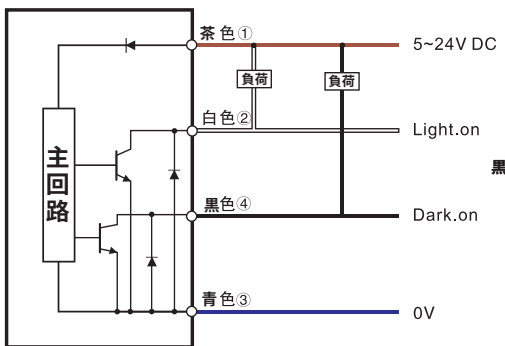 茶色①
5~24V DC
負荷
負荷
白色②
Light.on
主回路
黒
黒色④
Dark.on
青色③
0V